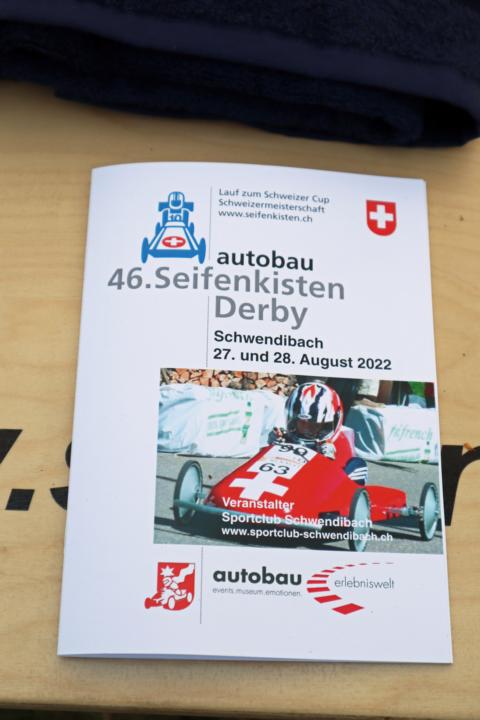 Lauf zum Schweizer Cup
Schweizermeisterschaft
www.seifenkisten.ch
autobau
46.Seifenkisten
Derby
Schwendibach
27. und 28. August 2022
90
63
Veranstalter
Sportclub Schwendibach
www.sportclub-schwendibach.ch
autobau
events.museum.emotionen.
erlebniswelt